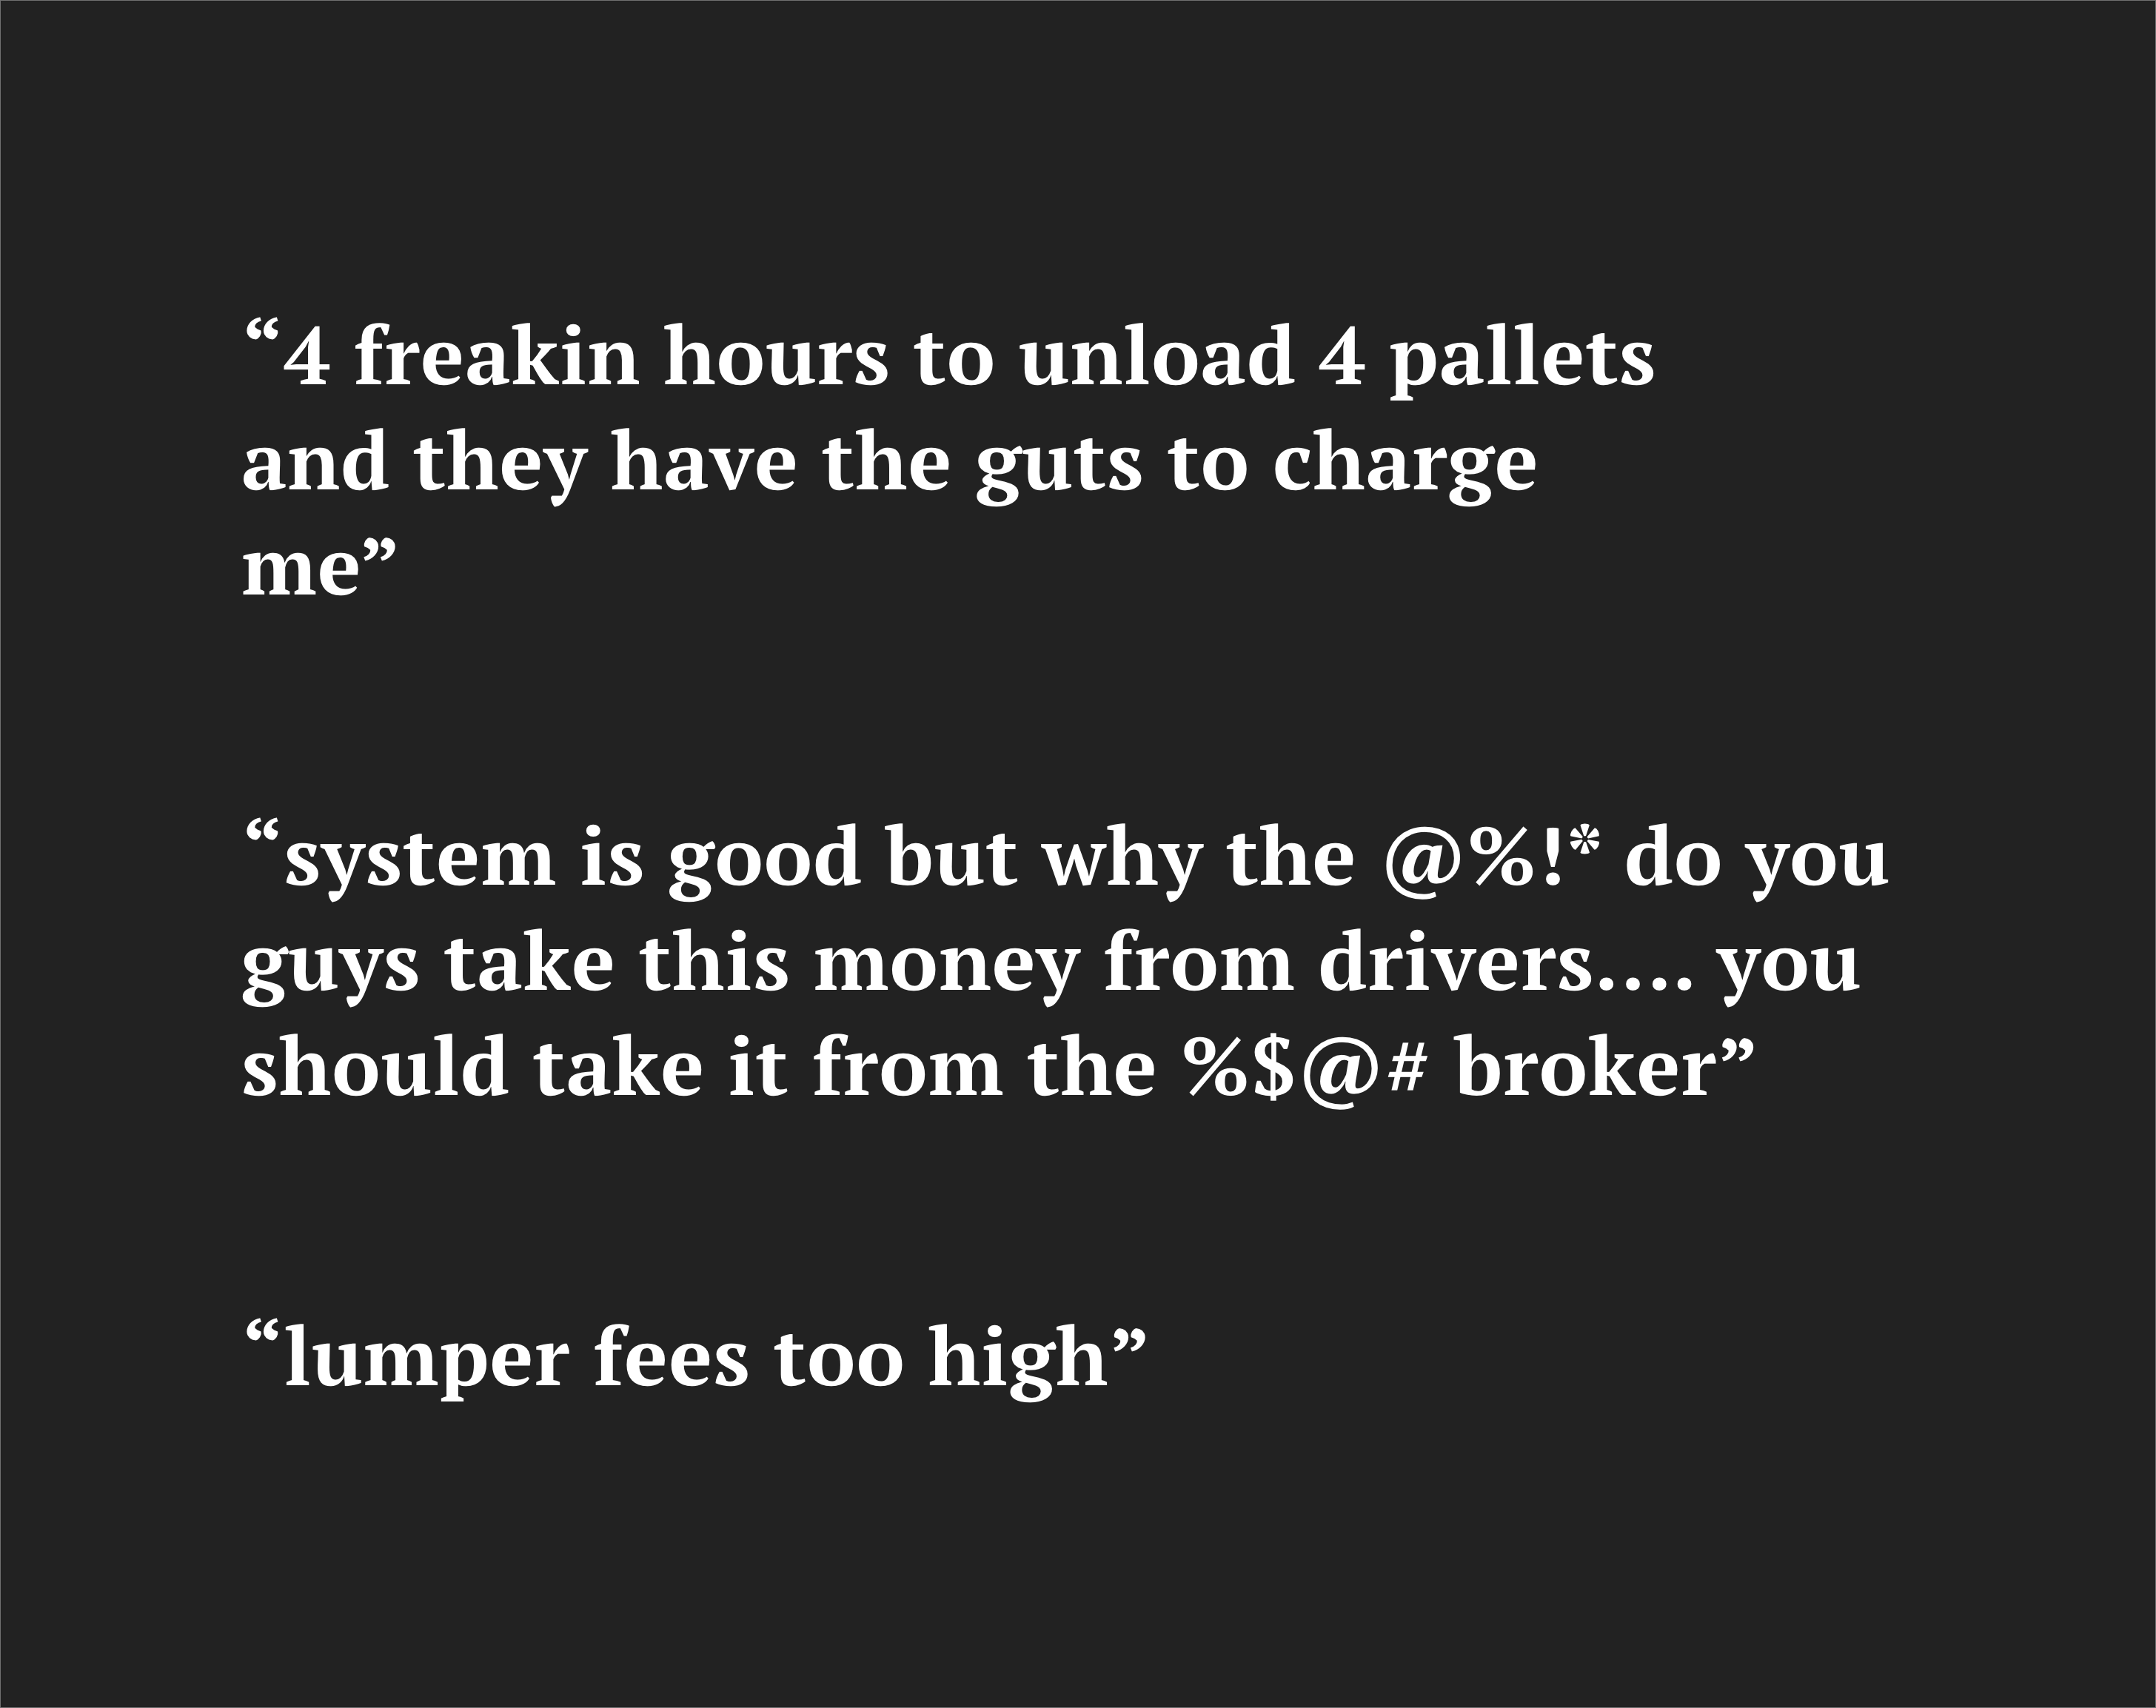 “4 freakin hours to unload 4 pallets
and they have the guts to charge
me”
“system is good but why the @%!* do you
guys take this money from drivers.... you
should take it from the %$@# broker”
“lumper fees too high”